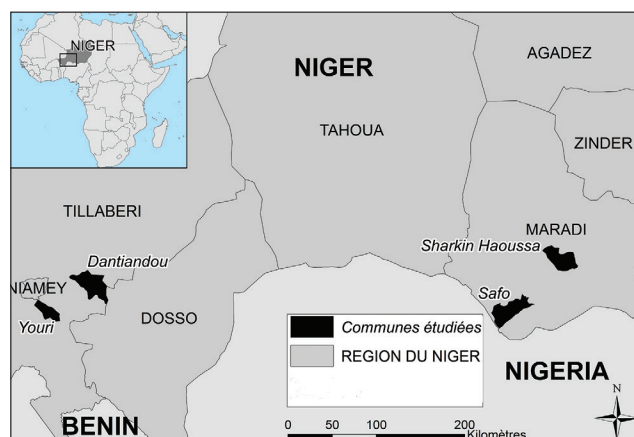 NIGER
NIGER
AGADEZ
TAHOUA
ZINDER
TILLABERI
MARADI
Sharkin Haoussa
Dantiandou
NIAMEY
Safo
Youri
DOSSO
Communes étudiées
REGION DU NIGER
NIGERIA
BENIN
N
0 50 100 200
Kilomètres